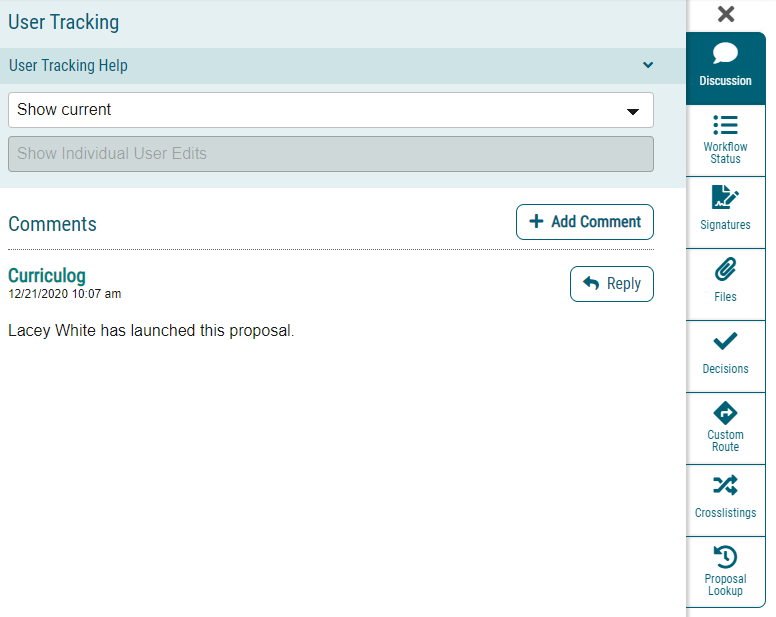 User Tracking
User Tracking Help
Show current
Show Individual User Edits
Comments
Add Comment
Curriculog
12/21/2020 10:07 am
Reply
Lacey White has launched this proposal.
Discussion
Workflow
Status
Signatures
Files
Decisions
Custom
Route
Crosslistings
Proposal
Lookup